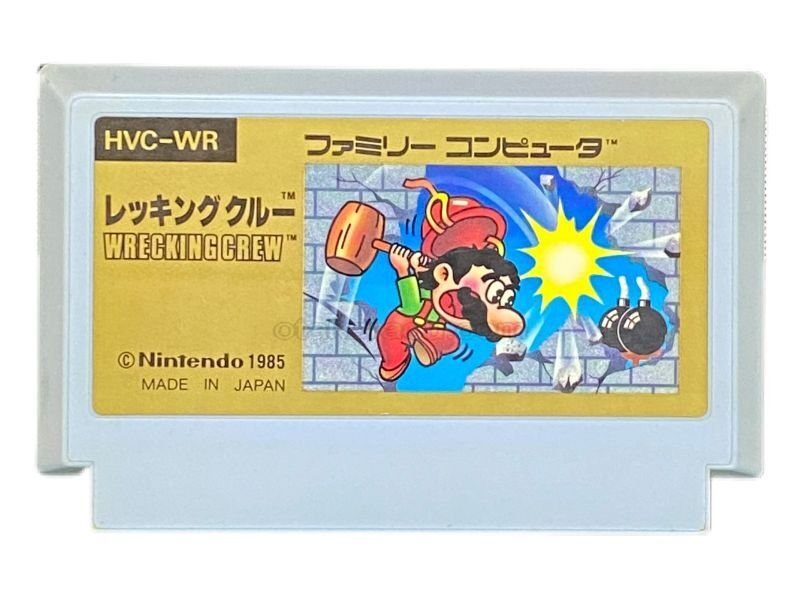 HVC-WR
ファミリー コンピュータ™
レッキングクルー™
WRECKING CREW™
©Nintendo 1985
MADE IN JAPAN